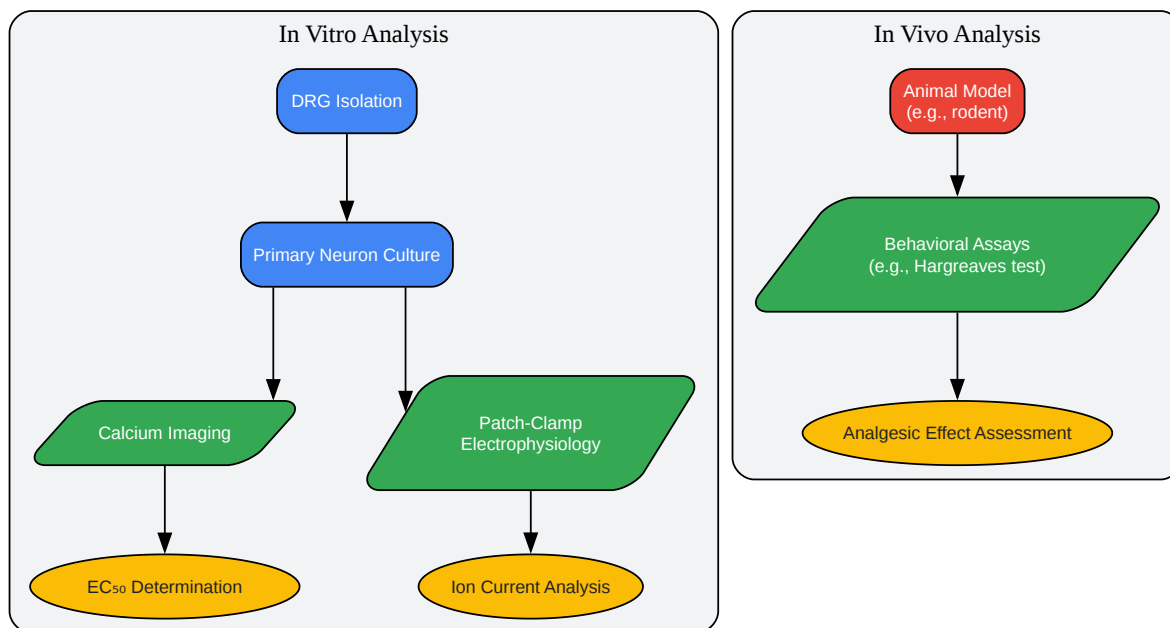 In Vitro Analysis
DRG Isolation
Primary Neuron Culture
Calcium Imaging
Patch-Clamp
Electrophysiology
EC₅₀ Determination
Ion Current Analysis
In Vivo Analysis
Animal Model
(e.g., rodent)
Behavioral Assays
(e.g., Hargreaves test)
Analgesic Effect Assessment